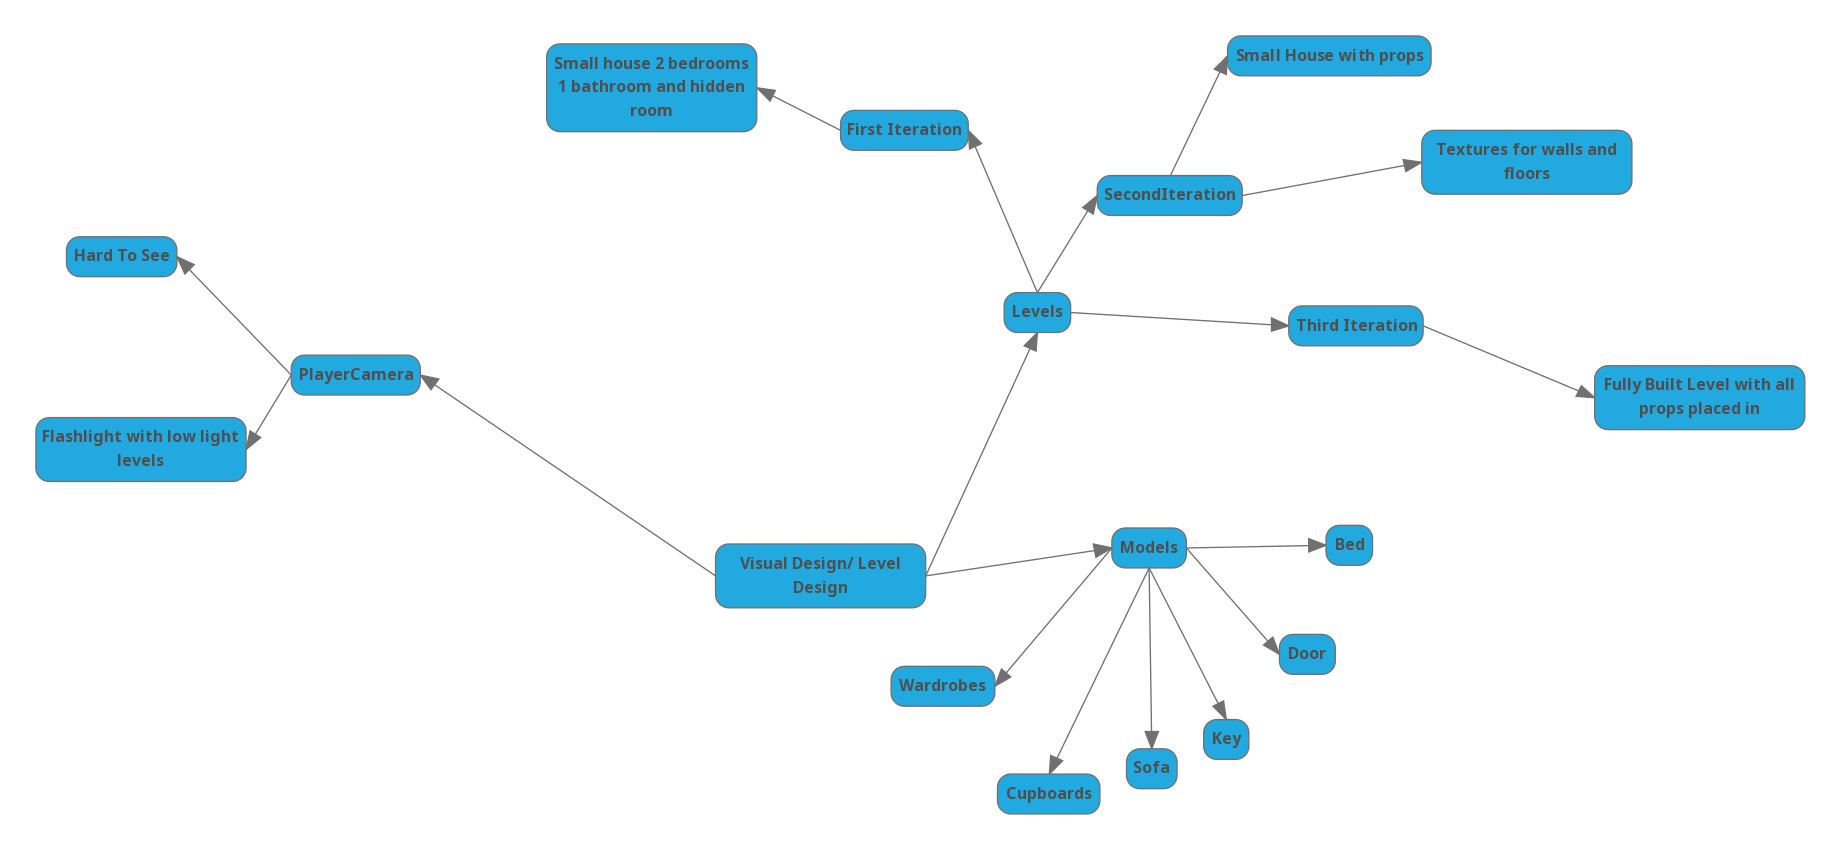 Small House with props
Small house 2 bedrooms
1 bathroom and hidden
room
First Iteration
Textures for walls and
floors
SecondIteration
Hard To See
Levels
Third Iteration
PlayerCamera
Fully Built Level with all
props placed in
Flashlight with low light
levels
Visual Design/ Level
Design
Models
Bed
Door
Wardrobes
Key
Sofa
Cupboards